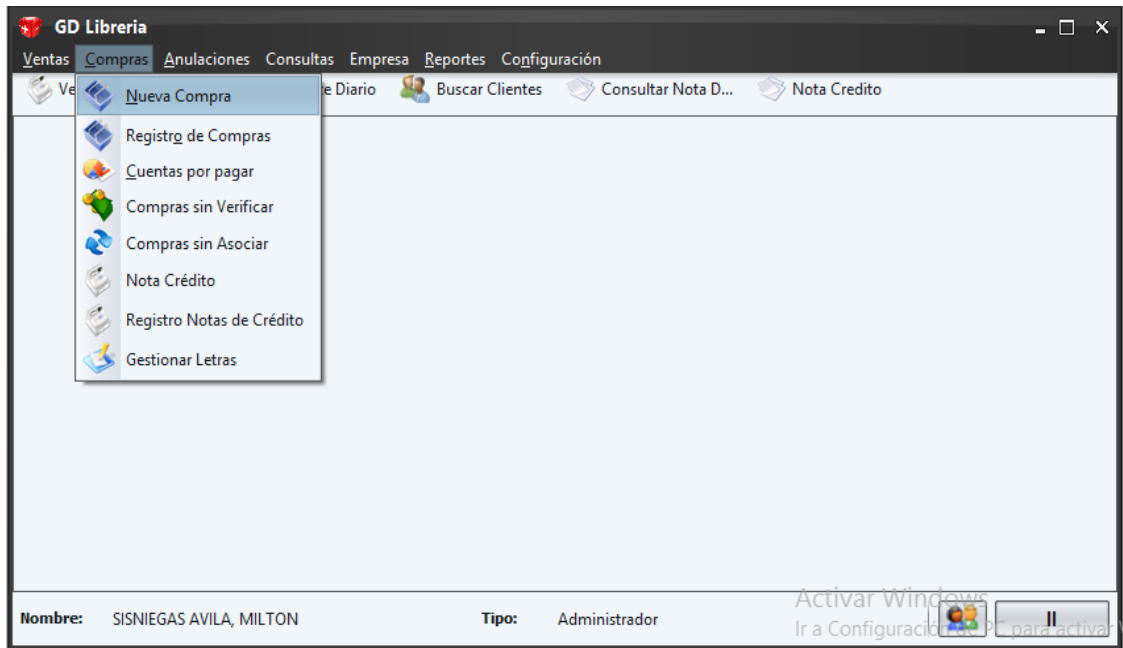 GD Libreria
Ventas Compras Anulaciones Consultas Empresa Reportes Configuración
Diario Buscar Clientes Consultar Nota D... Nota Credito
Nueva Compra
Registro de Compras
Cuentas por pagar
Compras sin Verificar
Compras sin Asociar
Nota Crédito
Registro Notas de Crédito
Gestionar Letras
Activar Windows
Nombre: SISNIEGAS AVILA, MILTON Tipo: Administrador
Ir a Configuración de PC para activar